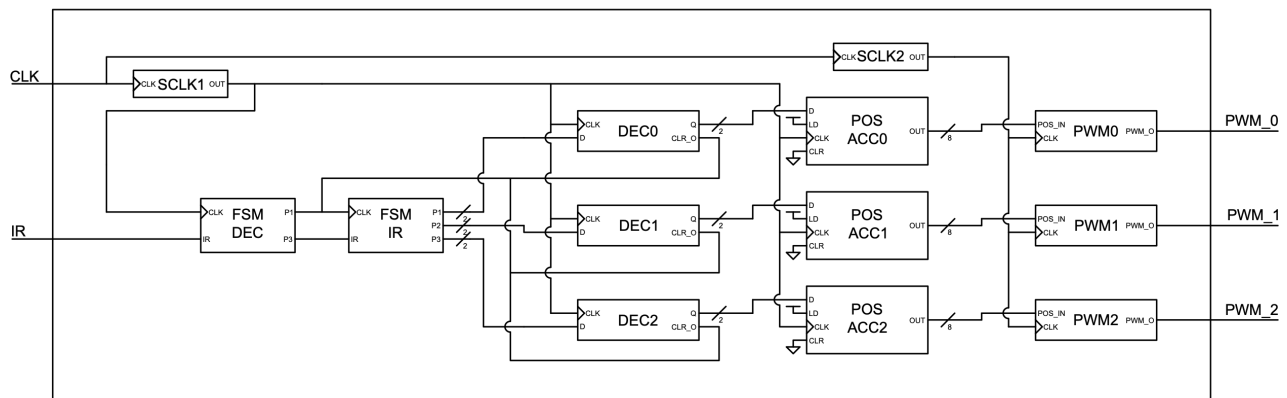 CLK
CLK SCLK1 OUT
CLK SCLK2 OUT
CLK
D
DEC0
Q
CLR_O
2
D
LD
CLK
CLR
POS
ACC0
OUT
8
POS_IN
CLK
PWM0
PWM_O
PWM_0
IR
CLK
IR
FSM
DEC
P1
P3
CLK
IR
FSM
IR
P1
P2
P3
2
2
2
CLK
D
DEC1
Q
CLR_O
2
D
LD
CLK
CLR
POS
ACC1
OUT
8
POS_IN
CLK
PWM1
PWM_O
PWM_1
CLK
D
DEC2
Q
CLR_O
2
D
LD
CLK
CLR
POS
ACC2
OUT
8
POS_IN
CLK
PWM2
PWM_O
PWM_2